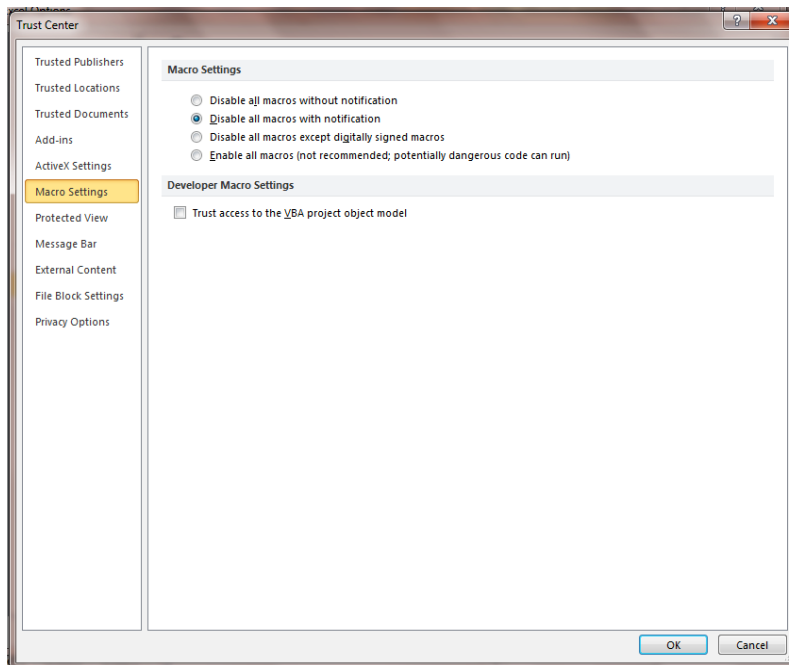 Trust Center
?
Trusted Publishers
Trusted Locations
Trusted Documents
Add-ins
ActiveX Settings
Macro Settings
Protected View
Message Bar
External Content
File Block Settings
Privacy Options
Macro Settings
Disable all macros without notification
Disable all macros with notification
Disable all macros except digitally signed macros
Enable all macros (not recommended; potentially dangerous code can run)
Developer Macro Settings
Trust access to the VBA project object model
OK
Cancel